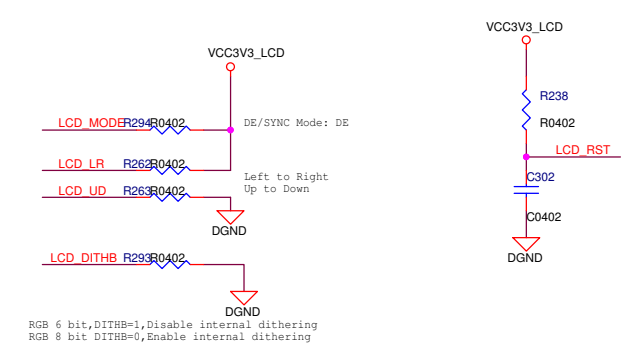 VCC3V3_LCD
VCC3V3_LCD
R238
R0402
LCD_MODE R294 R0402
DE/SYNC Mode: DE
LCD_RST
LCD_LR R262 R0402
Left to Right
C302
LCD_UD R263 R0402
Up to Down
C0402
DGND
DGND
LCD_DITHB R293 R0402
DGND
RGB 6 bit,DITHB=1,Disable internal dithering
RGB 8 bit DITHB=0,Enable internal dithering